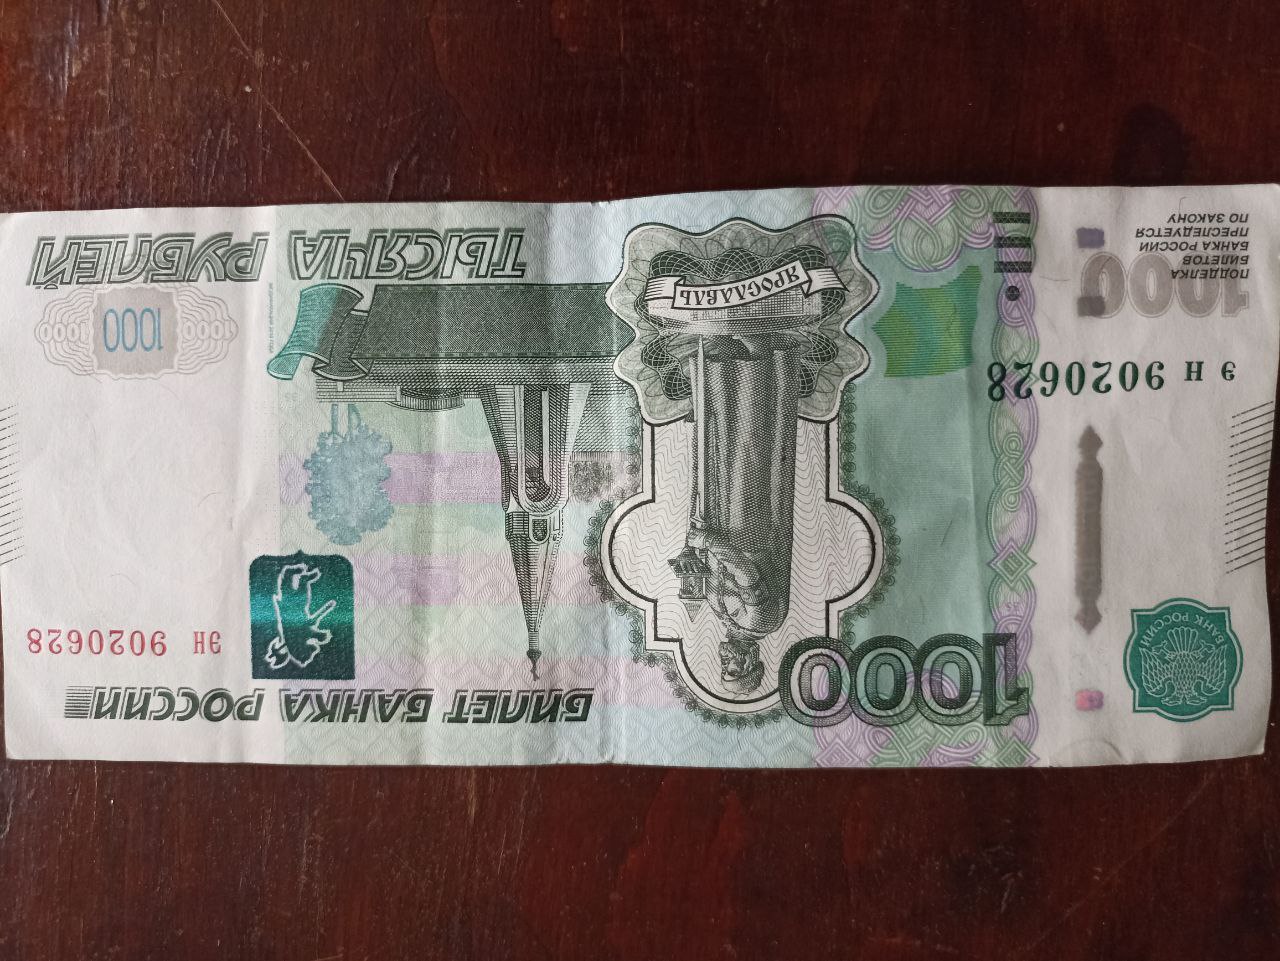 1000
БИЛЕТ БАНКА РОССИИ
БАНК РОССИИ
эн 9020628
эн 9020628
1000
ПОДДЕЛКА
БИЛЕТОВ
БАНКА РОССИИ
ПРЕСЛЕДУЕТСЯ
ПО ЗАКОНУ
ЯРОСЛАВЛЬ
1000 1000 1000
ТЫСЯЧА РУБЛЕЙ